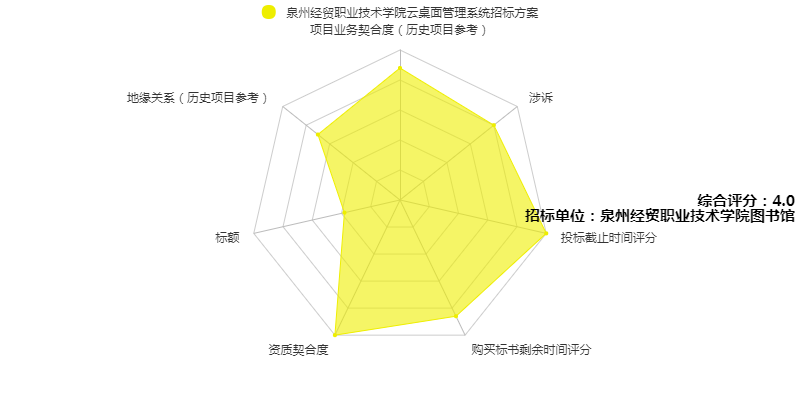 泉州经贸职业技术学院云桌面管理系统招标方案
项目业务契合度（历史项目参考）
地缘关系（历史项目参考）
涉诉
综合评分：4.0
招标单位：泉州经贸职业技术学院图书馆
标额
投标截止时间评分
资质契合度
购买标书剩余时间评分